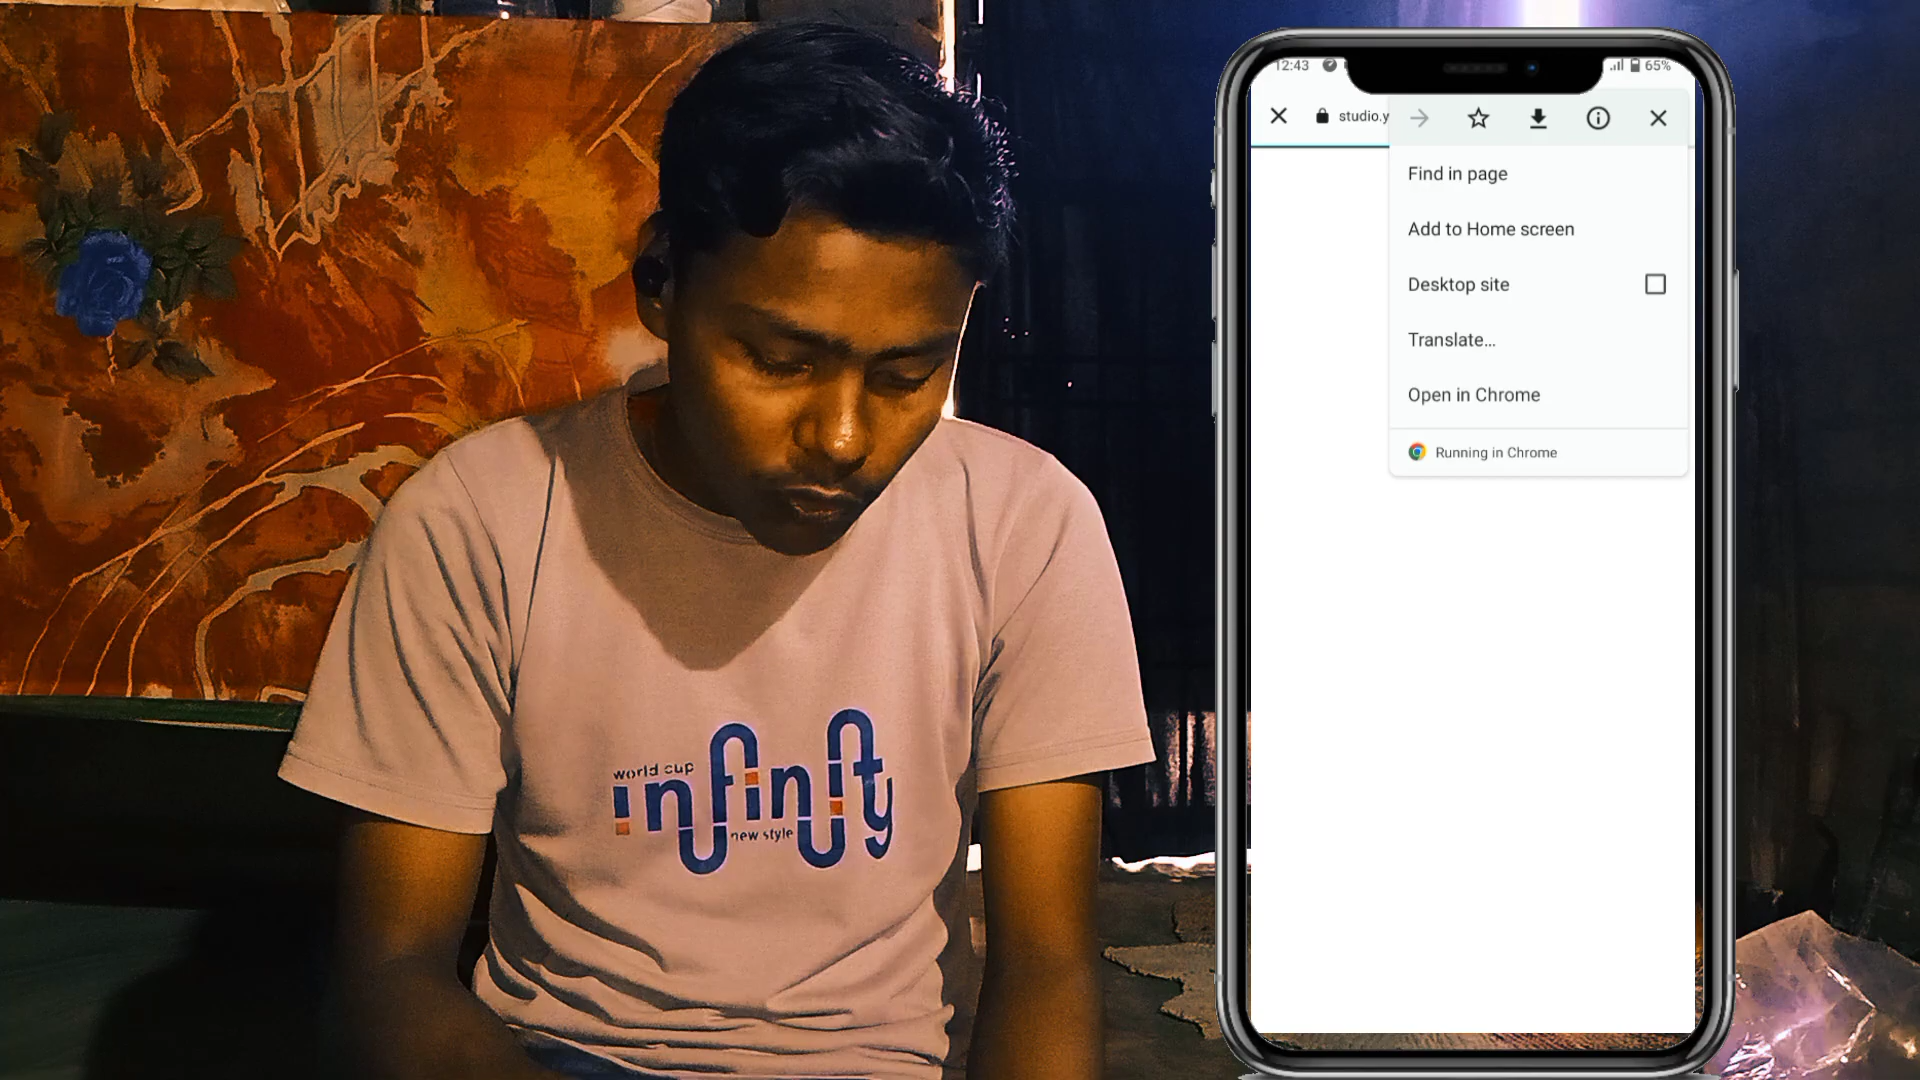 world cup
infinity
new style
12:43
65%
studio.y
Find in page
Add to Home screen
Desktop site
Translate...
Open in Chrome
Running in Chrome